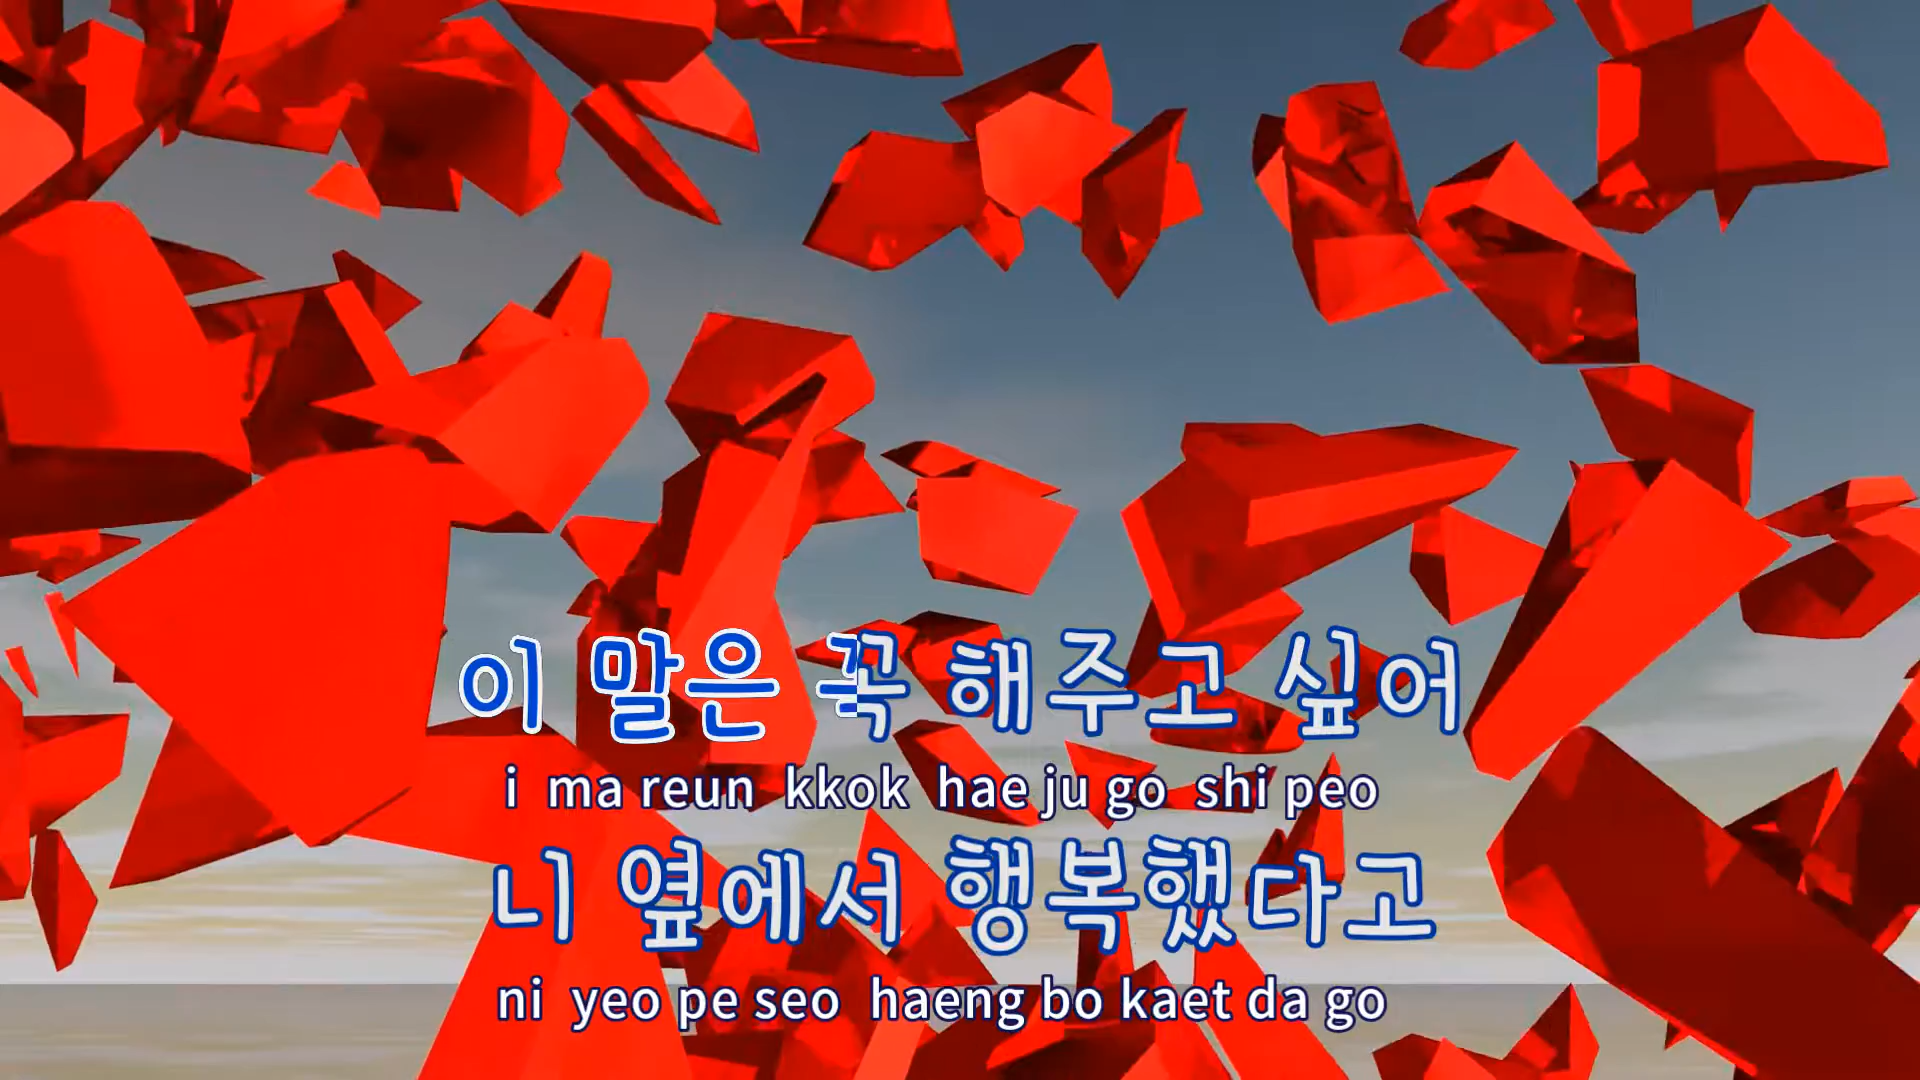 이 말은 꼭 해주고 싶어
i ma reun kkok hae ju go shi peo
니 옆에서 행복했다고
ni yeo pe seo haeng bo kaet da go